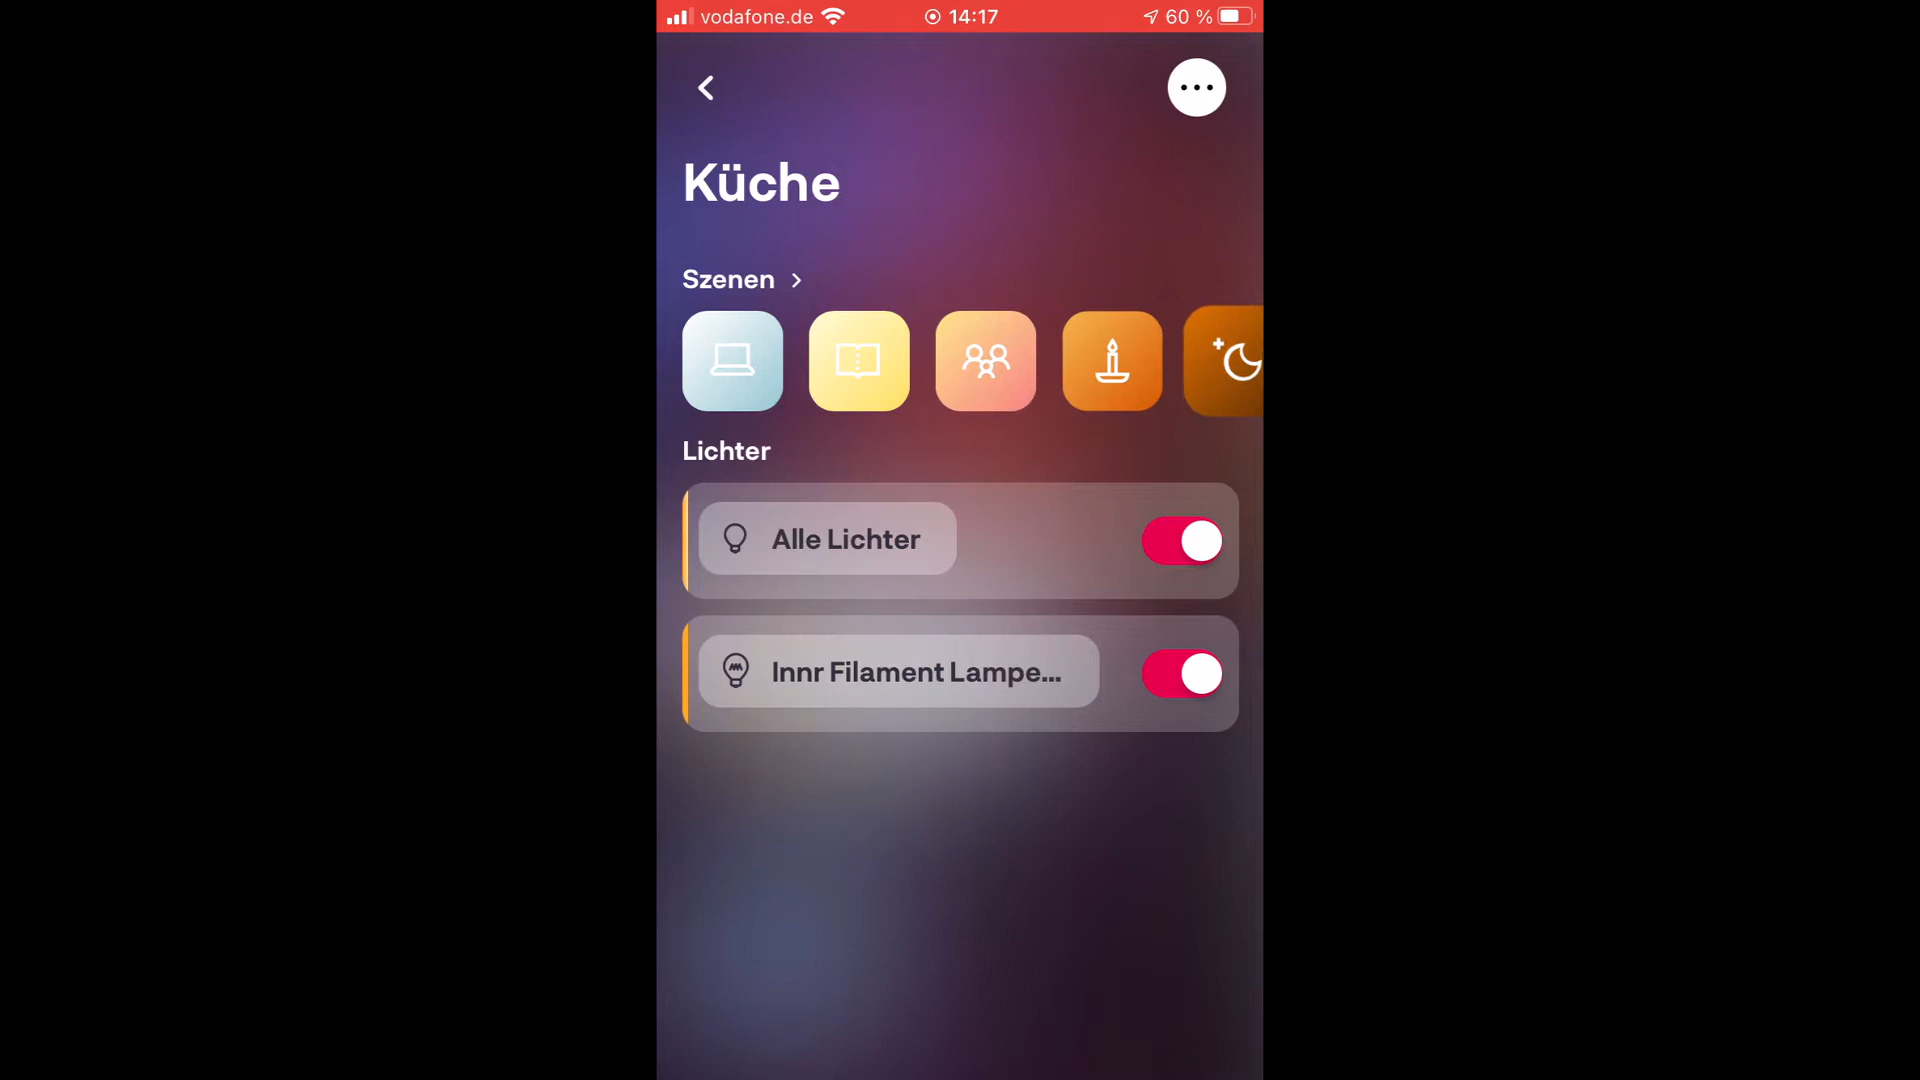 vodafone.de 14:17 60 %
Küche
Szenen
Lichter
Alle Lichter
Innr Filament Lampe...